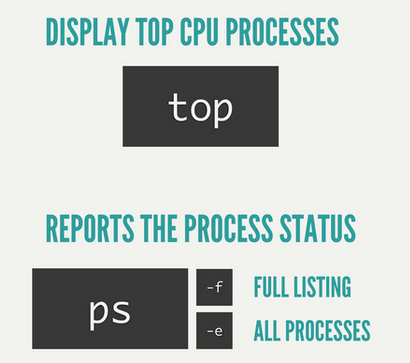 DISPLAY TOP CPU PROCESSES
top
REPORTS THE PROCESS STATUS
ps
-f FULL LISTING
-e ALL PROCESSES